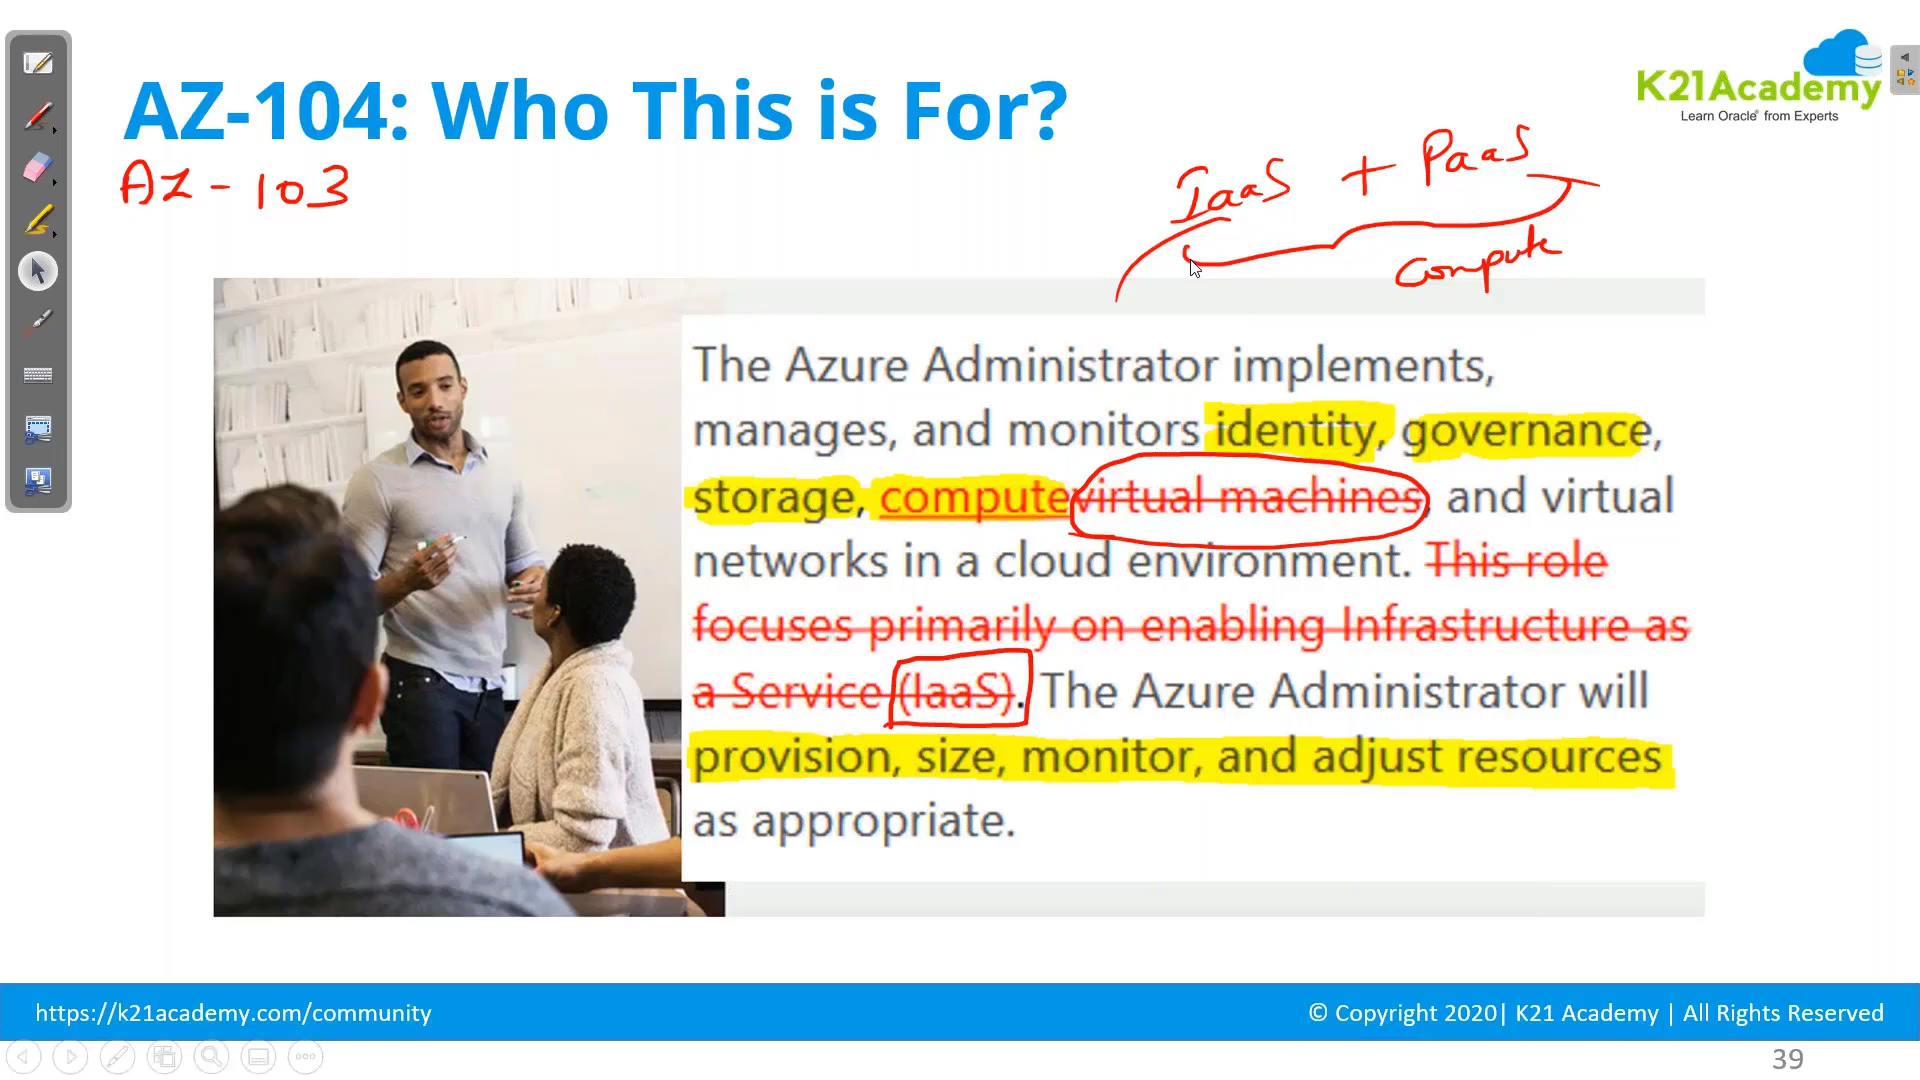 AZ-104: Who This is For?
K21Academy
Learn Oracle® from Experts
AZ - 103
IaaS + PaaS
Compute
The Azure Administrator implements,
manages, and monitors identity, governance,
storage, computevirtual machines, and virtual
networks in a cloud environment. This role
focuses primarily on enabling Infrastructure as
a Service (IaaS). The Azure Administrator will
provision, size, monitor, and adjust resources
as appropriate.
https://k21academy.com/community
© Copyright 2020| K21 Academy | All Rights Reserved
39